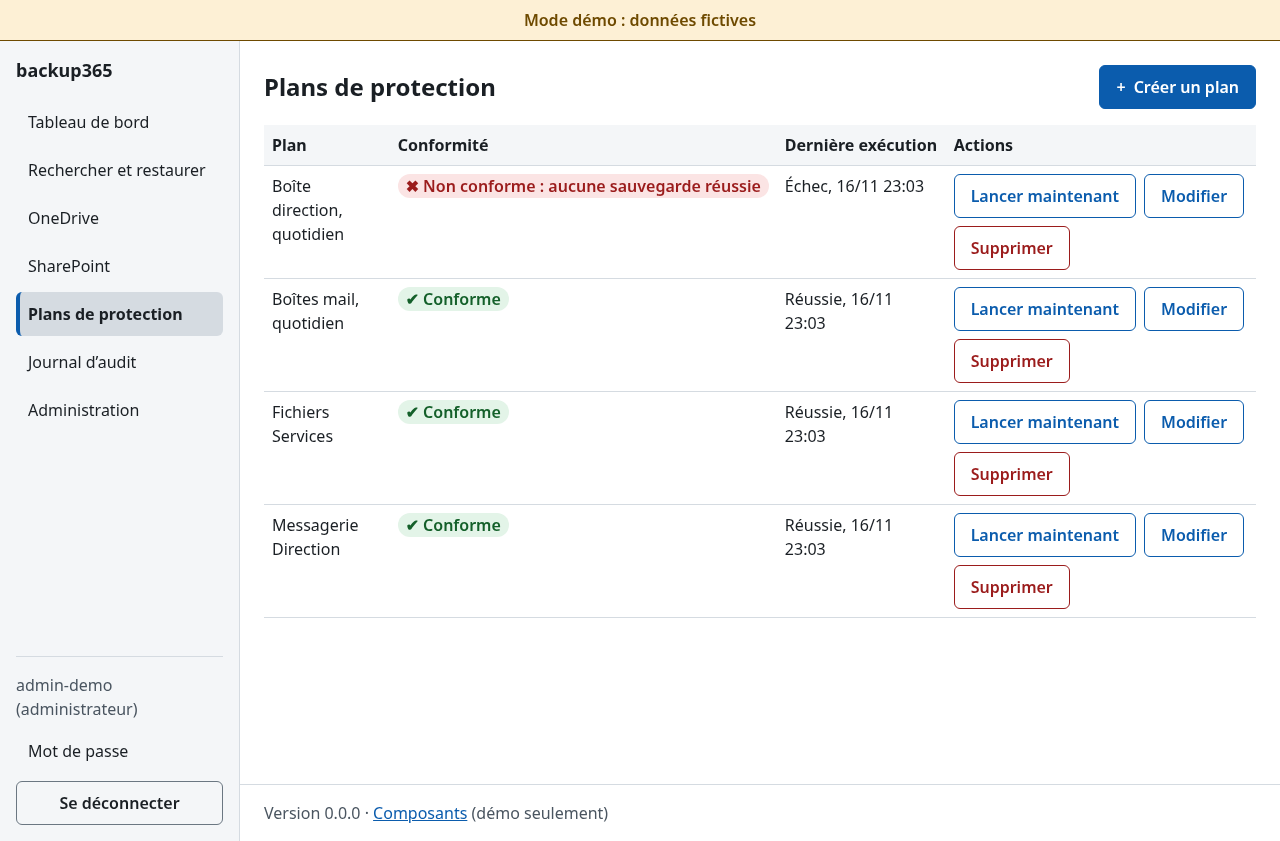 Mode démo : données fictives
backup365
Tableau de bord
Rechercher et restaurer
OneDrive
SharePoint
Plans de protection
Journal d’audit
Administration
admin-demo
(administrateur)
Mot de passe
Se déconnecter
Plans de protection
+ Créer un plan
Plan Conformité Dernière exécution Actions
Boîte
direction,
quotidien
✖ Non conforme : aucune sauvegarde réussie
Échec, 16/11 23:03
Lancer maintenant Modifier
Supprimer
Boîtes mail,
quotidien
✔ Conforme
Réussie, 16/11
23:03
Lancer maintenant Modifier
Supprimer
Fichiers
Services
✔ Conforme
Réussie, 16/11
23:03
Lancer maintenant Modifier
Supprimer
Messagerie
Direction
✔ Conforme
Réussie, 16/11
23:03
Lancer maintenant Modifier
Supprimer
Version 0.0.0 · Composants (démo seulement)